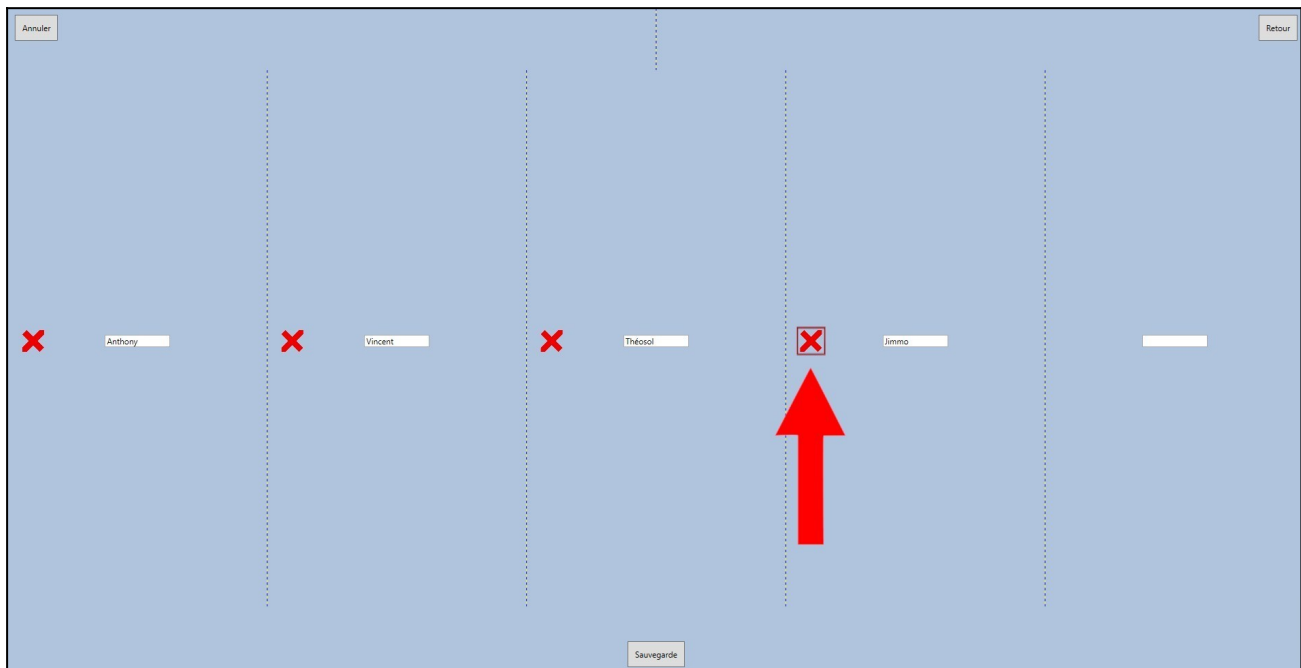 Annuler
Retour
Anthony
Vincent
Théosol
Jimmo
Sauvegarde